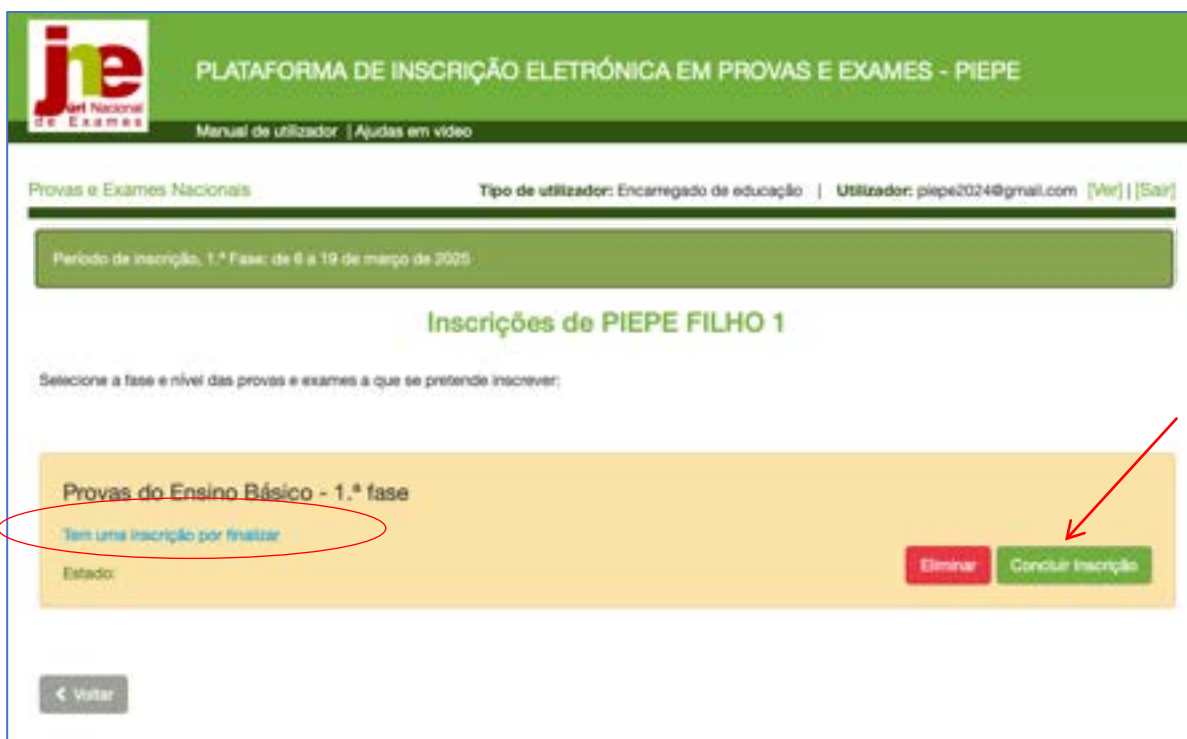 jne
Júri Nacional
de Exames
PLATAFORMA DE INSCRIÇÃO ELETRÓNICA EM PROVAS E EXAMES - PIEPE
Manual de utilizador | Ajudas em vídeo
Provas e Exames Nacionais
Tipo de utilizador: Encarregado de educação | Utilizador: piepe2024@gmail.com [Ver] | [Sair]
Período de inscrição, 1.ª Fase: de 6 a 19 de março de 2025
Inscrições de PIEPE FILHO 1
Selecione a fase e nível das provas e exames a que se pretende inscrever:
Provas do Ensino Básico - 1.ª fase
Tem uma inscrição por finalizar
Estado:
Eliminar
Concluir Inscrição
Voltar